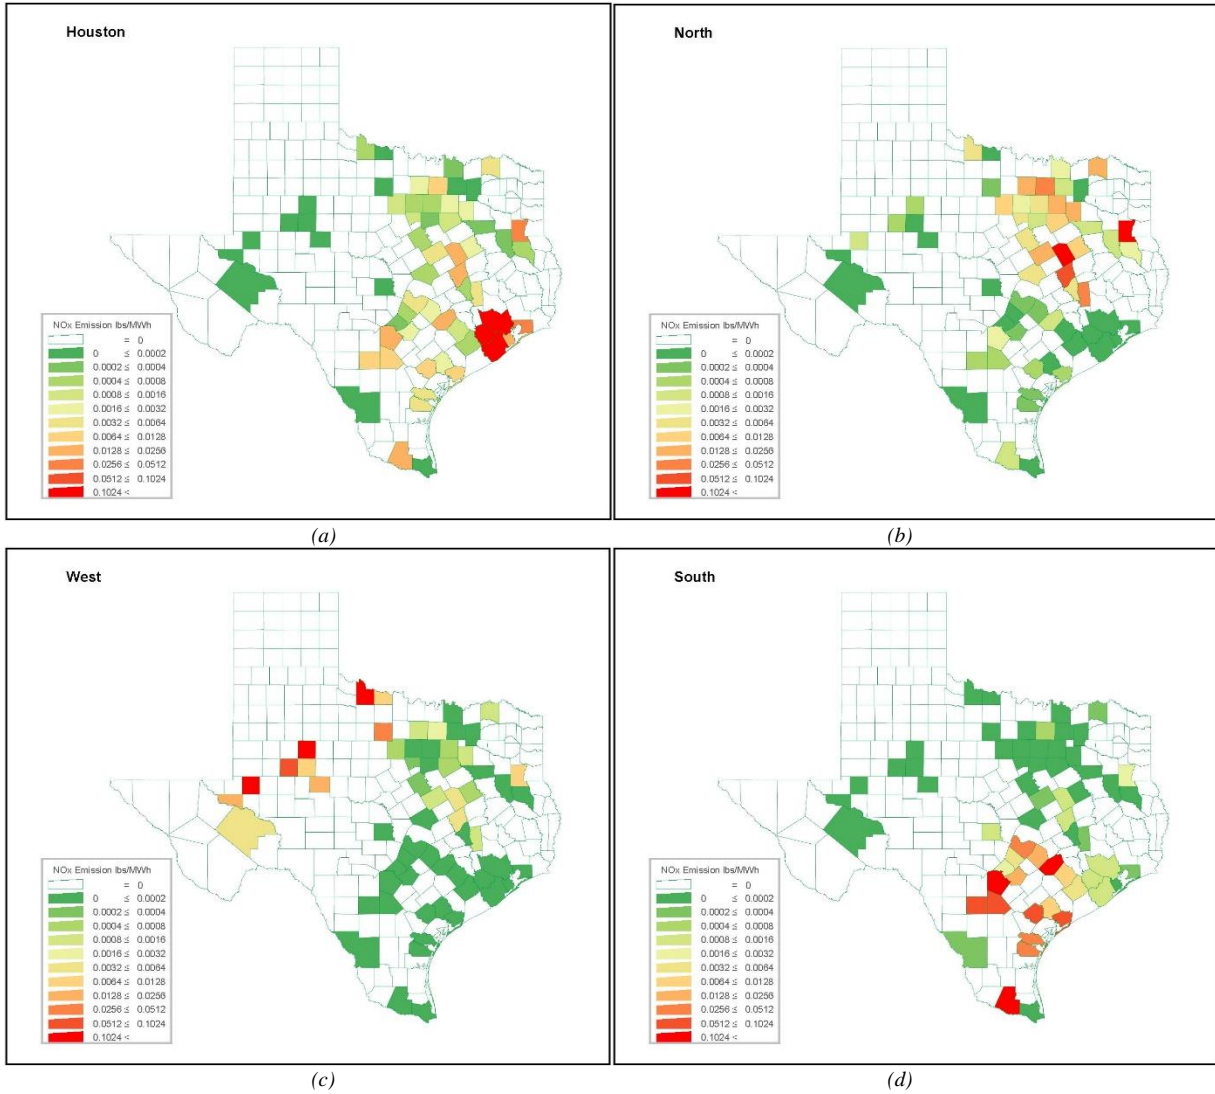 Houston
NOx Emission lbs/MWh
= 0
0 ≤ 0.0002
0.0002 ≤ 0.0004
0.0004 ≤ 0.0008
0.0008 ≤ 0.0016
0.0016 ≤ 0.0032
0.0032 ≤ 0.0064
0.0064 ≤ 0.0128
0.0128 ≤ 0.0256
0.0256 ≤ 0.0512
0.0512 ≤ 0.1024
0.1024 <
(a)
North
NOx Emission lbs/MWh
= 0
0 ≤ 0.0002
0.0002 ≤ 0.0004
0.0004 ≤ 0.0008
0.0008 ≤ 0.0016
0.0016 ≤ 0.0032
0.0032 ≤ 0.0064
0.0064 ≤ 0.0128
0.0128 ≤ 0.0256
0.0256 ≤ 0.0512
0.0512 ≤ 0.1024
0.1024 <
(b)
West
NOx Emission lbs/MWh
= 0
0 ≤ 0.0002
0.0002 ≤ 0.0004
0.0004 ≤ 0.0008
0.0008 ≤ 0.0016
0.0016 ≤ 0.0032
0.0032 ≤ 0.0064
0.0064 ≤ 0.0128
0.0128 ≤ 0.0256
0.0256 ≤ 0.0512
0.0512 ≤ 0.1024
0.1024 <
(c)
South
NOx Emission lbs/MWh
= 0
0 ≤ 0.0002
0.0002 ≤ 0.0004
0.0004 ≤ 0.0008
0.0008 ≤ 0.0016
0.0016 ≤ 0.0032
0.0032 ≤ 0.0064
0.0064 ≤ 0.0128
0.0128 ≤ 0.0256
0.0256 ≤ 0.0512
0.0512 ≤ 0.1024
0.1024 <
(d)